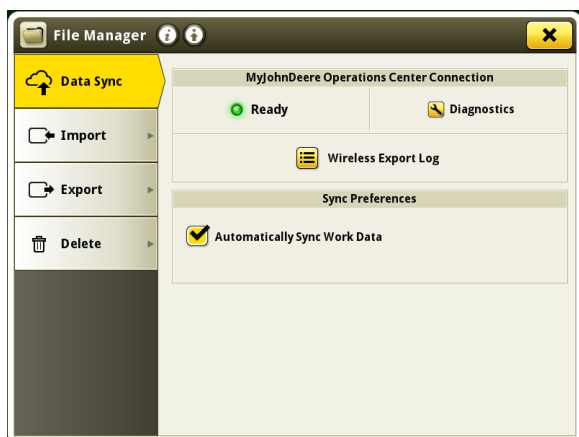 File Manager
Data Sync
Import
Export
Delete
MyJohnDeere Operations Center Connection
Ready
Diagnostics
Wireless Export Log
Sync Preferences
Automatically Sync Work Data